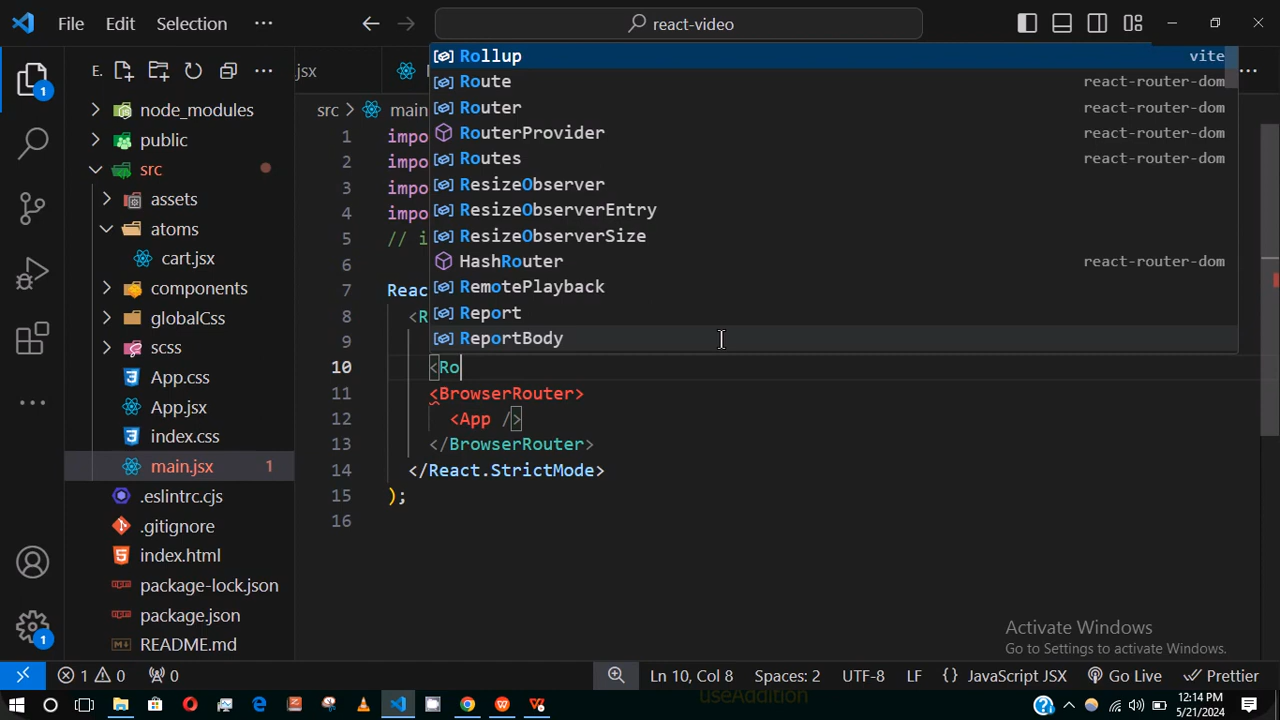 File Edit Selection ··· react-video
E. .jsx ···
node_modules
public
src
assets
atoms
cart.jsx
components
globalCss
scss
App.css
App.jsx
index.css
main.jsx 1
.eslintrc.cjs
.gitignore
index.html
package-lock.json
package.json
README.md
src > main
1 impo
2 impo
3 impo
4 impo
5 // i
6
7 Reac
8 <R
9
10 <Ro
11 <BrowserRouter>
12 <App />
13 </BrowserRouter>
14 </React.StrictMode>
15 );
16
Rollup vite
Route react-router-dom
Router react-router-dom
RouterProvider react-router-dom
Routes react-router-dom
ResizeObserver
ResizeObserverEntry
ResizeObserverSize
HashRouter react-router-dom
RemotePlayback
Report
ReportBody
1
1
Activate Windows
Go to Settings to activate Windows.
1 0 0 Ln 10, Col 8 Spaces: 2 UTF-8 LF {} JavaScript JSX Go Live Prettier
useAddition
12:14 PM
5/21/2024